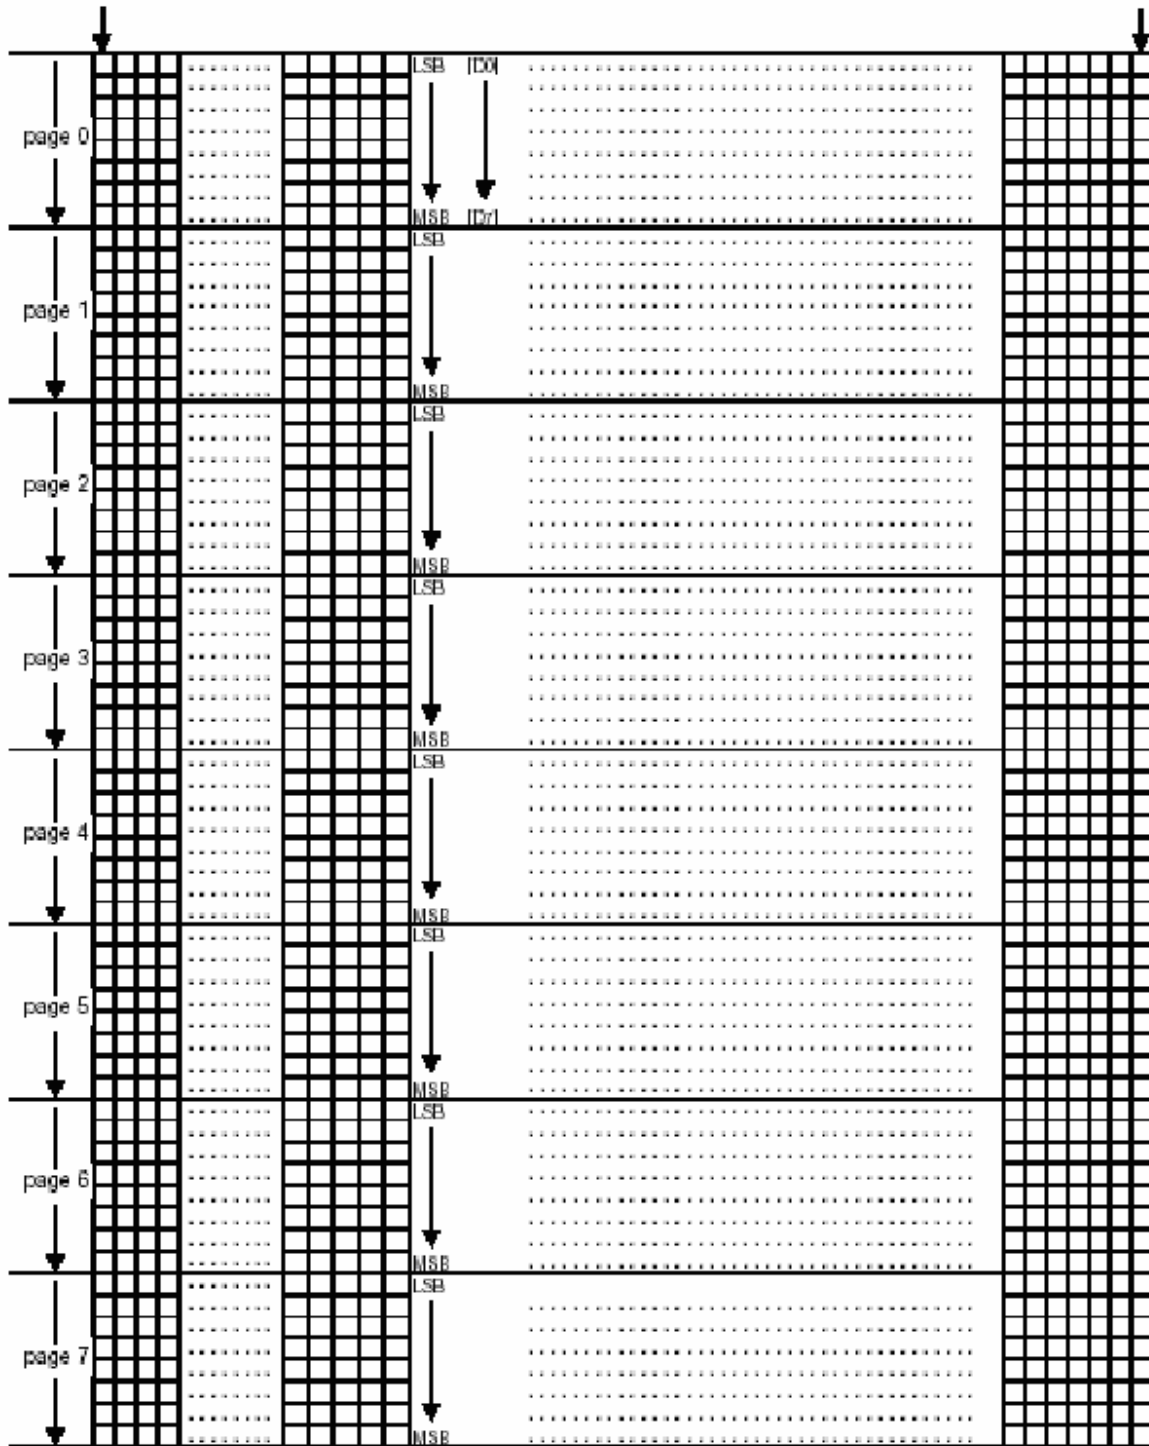 LSB [D0]
page 0
MSB [D7]
LSB
page 1
MSB
LSB
page 2
MSB
LSB
page 3
MSB
LSB
page 4
MSB
LSB
page 5
MSB
LSB
page 6
MSB
LSB
page 7
MSB